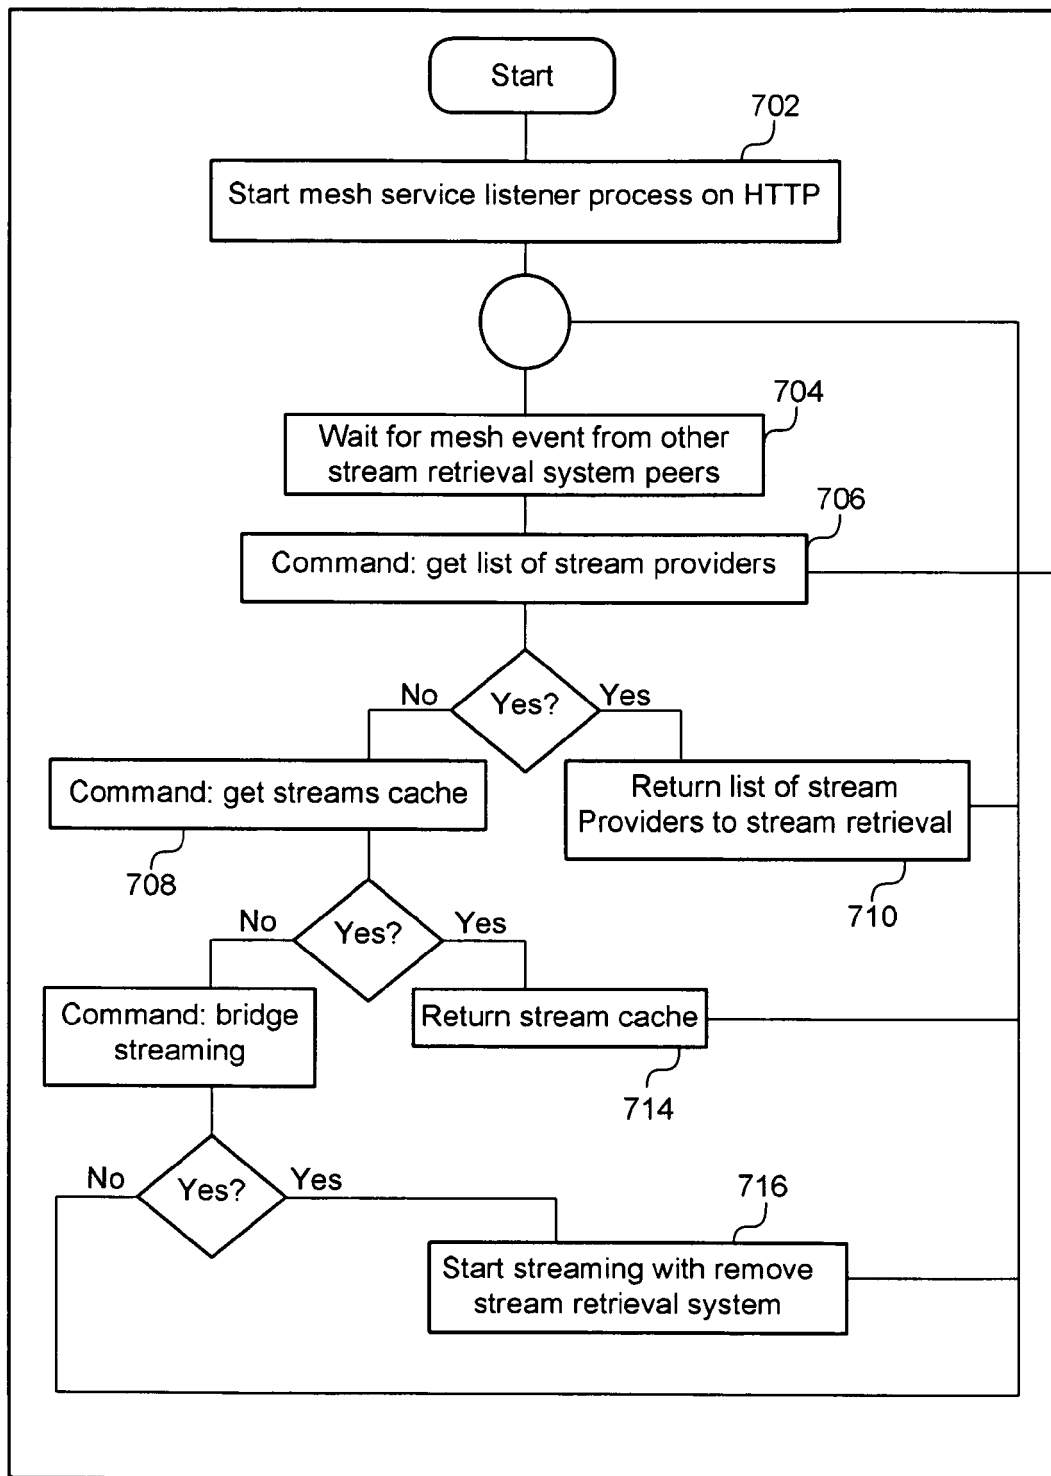 Start
702
Start mesh service listener process on HTTP
704
Wait for mesh event from other
stream retrieval system peers
706
Command: get list of stream providers
No
Yes?
Yes
Command: get streams cache
708
Return list of stream
Providers to stream retrieval
710
No
Yes?
Yes
Command: bridge
streaming
Return stream cache
714
No
Yes?
Yes
716
Start streaming with remove
stream retrieval system